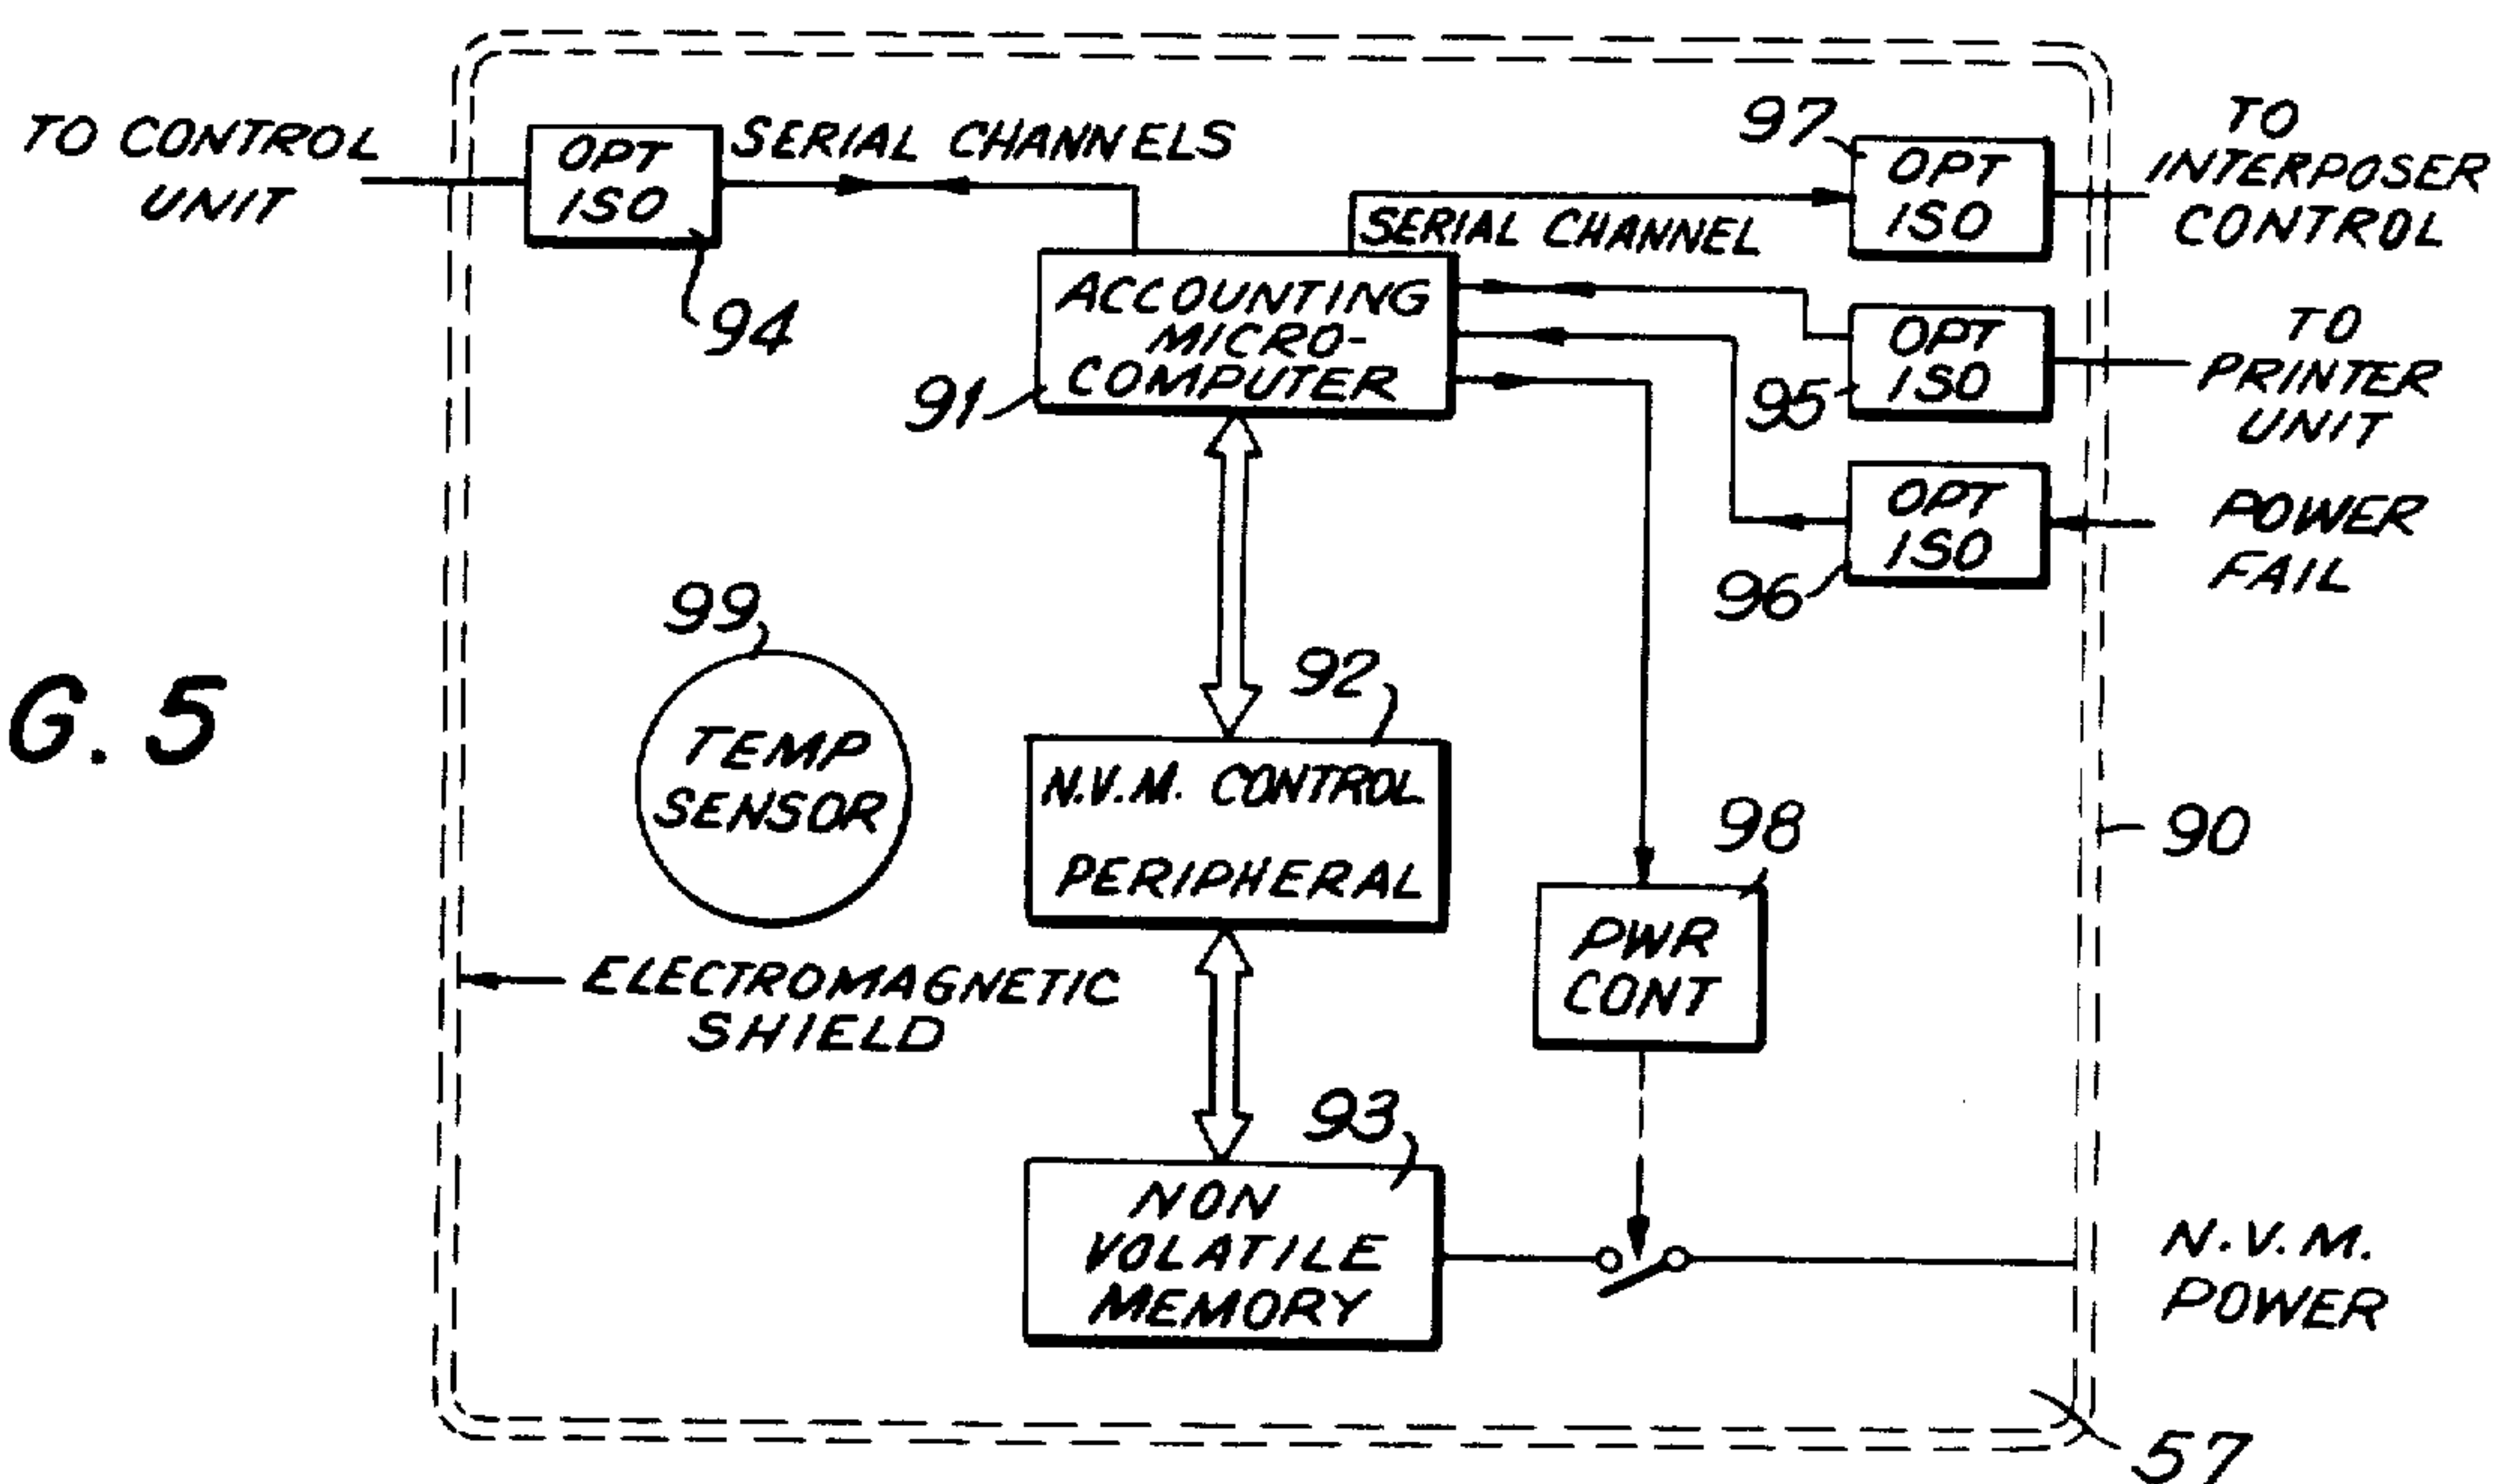 TO CONTROL
UNIT
OPT
ISO
SERIAL CHANNELS
94
97
OPT
ISO
TO
INTERPOSER
CONTROL
SERIAL CHANNEL
ACCOUNTING
MICRO-
COMPUTER
91
OPT
ISO
95
TO
PRINTER
UNIT
OPT
ISO
96
POWER
FAIL
99
TEMP
SENSOR
92
N.V.M. CONTROL
PERIPHERAL
G.5
98
PWR
CONT
90
ELECTROMAGNETIC
SHIELD
93
NON
VOLATILE
MEMORY
N.V.M.
POWER
57